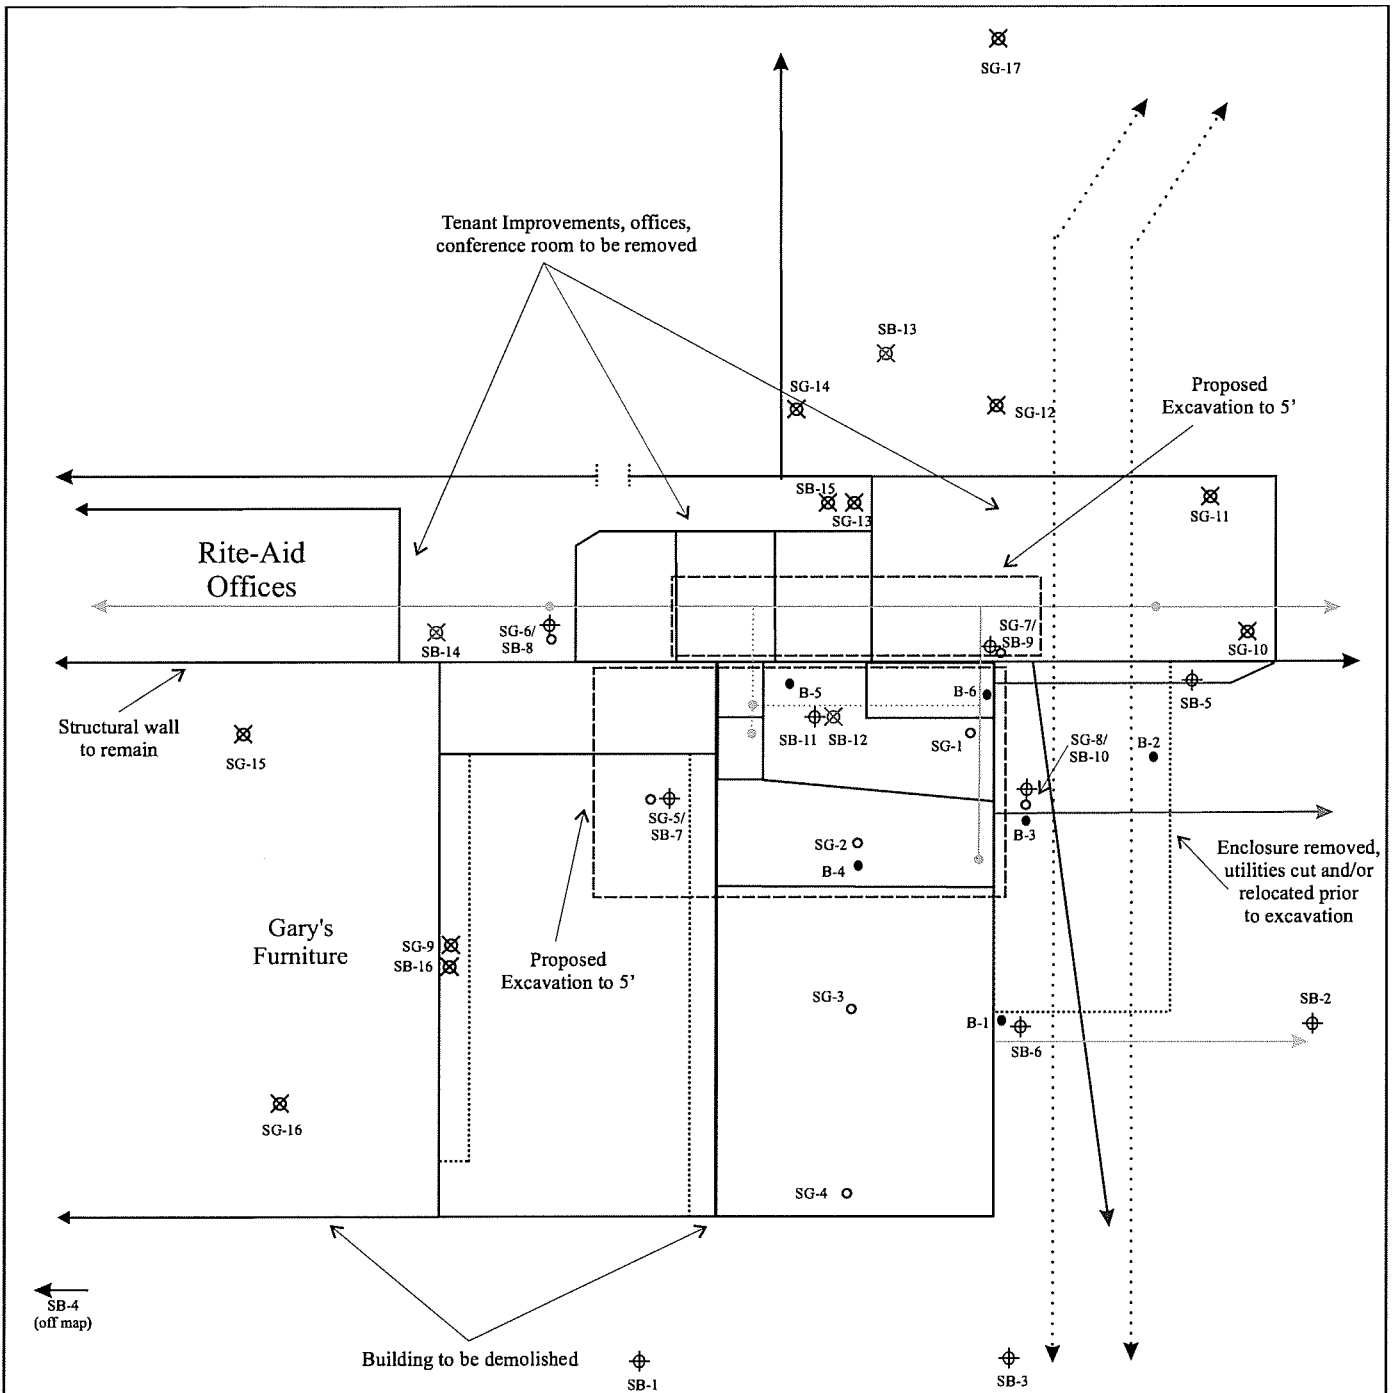 SG-17
Tenant Improvements, offices,
conference room to be removed
SB-13
SG-14
SG-12
Proposed
Excavation to 5’
SB-15
SG-13
SG-11
Rite-Aid
Offices
SB-14
SG-6/
SB-8
SG-7/
SB-9
SG-10
Structural wall
to remain
SG-15
B-5
B-6
SB-5
SB-11
SB-12
SG-1
SG-8/
SB-10
B-2
SG-5/
SB-7
SG-2
B-4
B-3
Enclosure removed,
utilities cut and/or
relocated prior
to excavation
Gary's
Furniture
SG-9
SB-16
Proposed
Excavation to 5’
SG-3
B-1
SB-6
SB-2
SG-16
SG-4
SB-4
(off map)
Building to be demolished
SB-1
SB-3